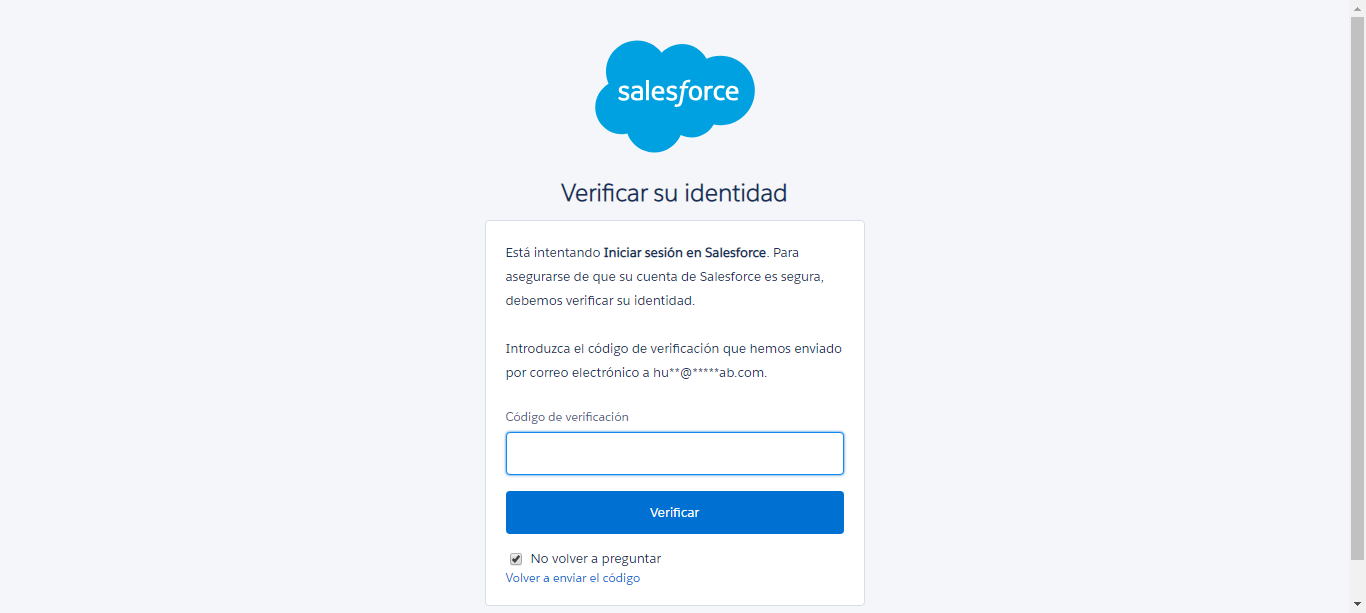 salesforce
Verificar su identidad
Está intentando Iniciar sesión en Salesforce. Para
asegurarse de que su cuenta de Salesforce es segura,
debemos verificar su identidad.
Introduzca el código de verificación que hemos enviado
por correo electrónico a hu**@*****ab.com.
Código de verificación
Verificar
No volver a preguntar
Volver a enviar el código